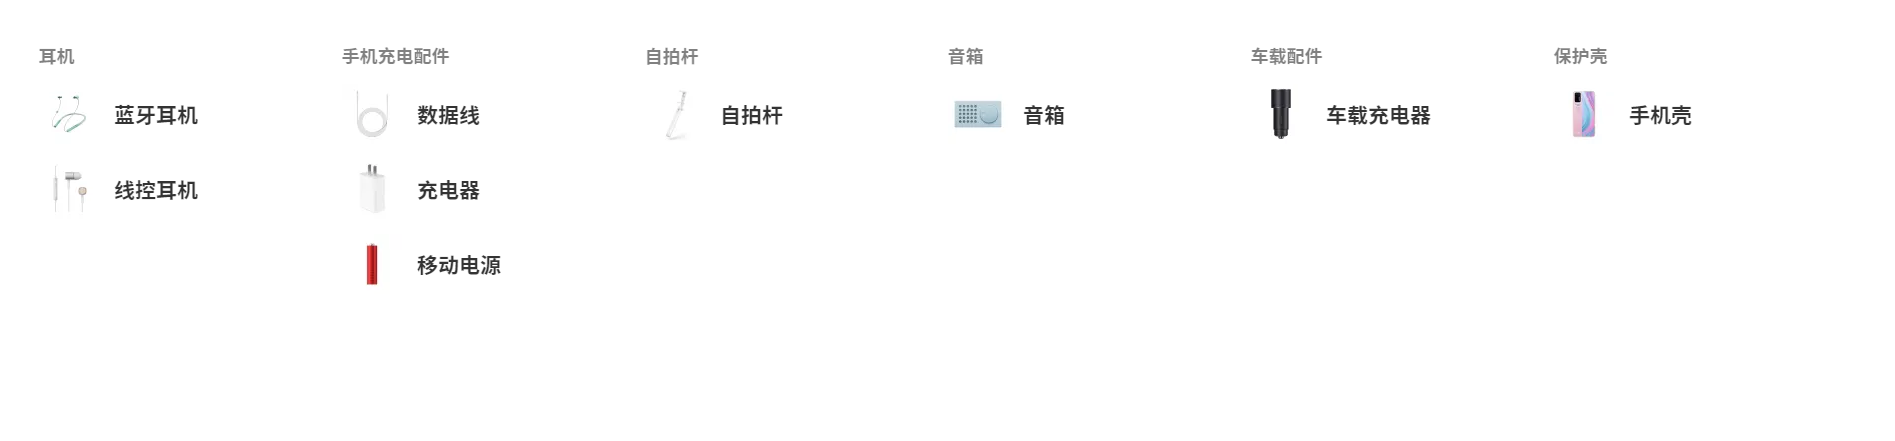 耳机
蓝牙耳机
线控耳机
手机充电配件
数据线
充电器
移动电源
自拍杆
自拍杆
音箱
音箱
车载配件
车载充电器
保护壳
手机壳